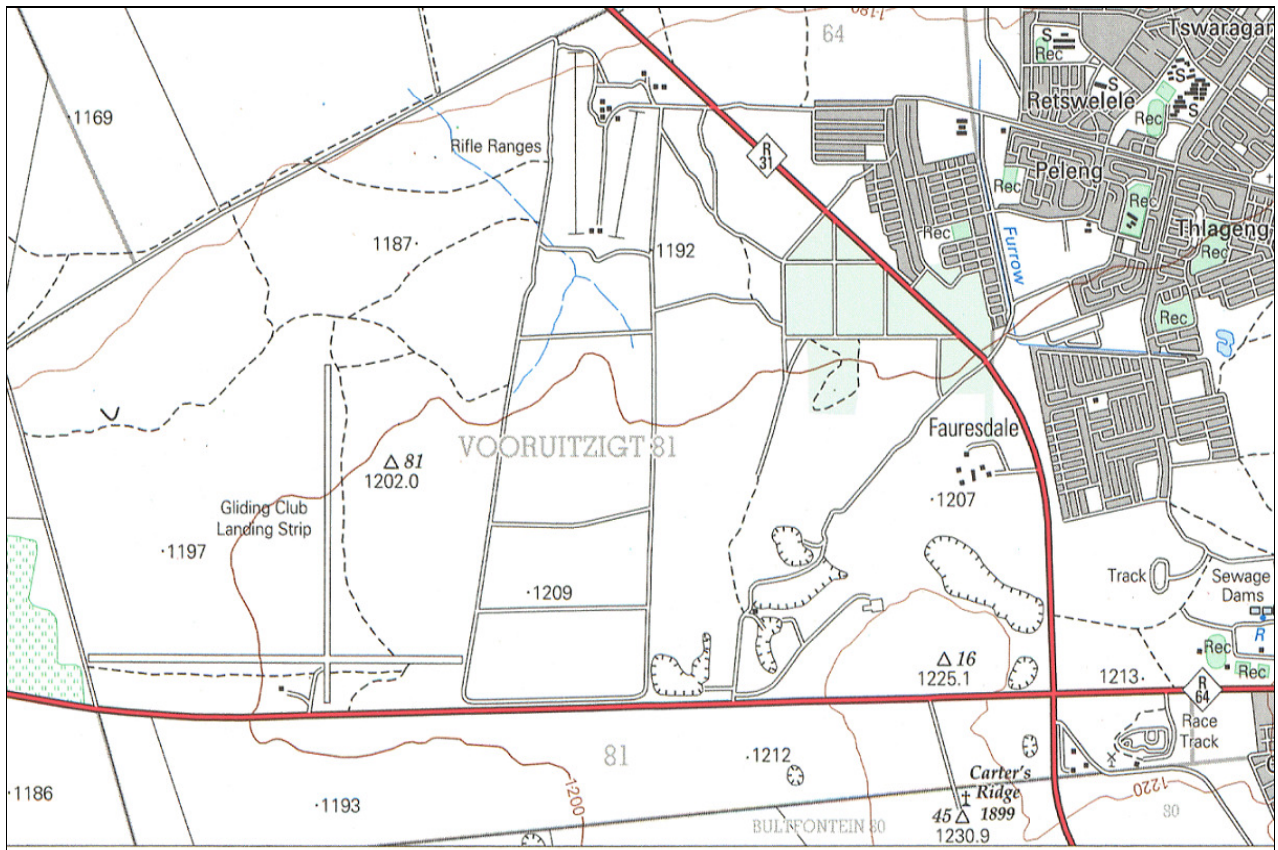 1180
64
Tswaragan
S
Rec
S
S
S
Retswelele
Rec
1169
Rifle Ranges
R
31
Peleng
Rec
Rec
Thlageng
Rec
1187
1192
Rec
Furrow
Rec
Fauresdale
VOORUITZIGT 81
81
1202.0
1207
Gliding Club
Landing Strip
1197
Track
Sewage
Dams
R
1209
Rec
Rec
16
1225.1
1213
R
64
Race
Track
81
1212
Carter's
Ridge
1899
1200
1220
1186
1193
45
1230.9
80
BULTFONTEIN 80